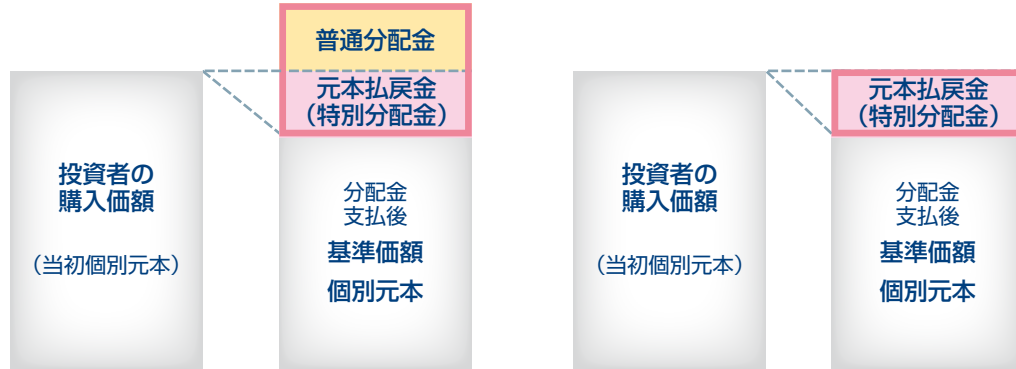 普通分配金
元本払戻金
（特別分配金）
投資者の
購入価額
（当初個別元本）
分配金
支払後
基準価額
個別元本
元本払戻金
（特別分配金）
投資者の
購入価額
（当初個別元本）
分配金
支払後
基準価額
個別元本